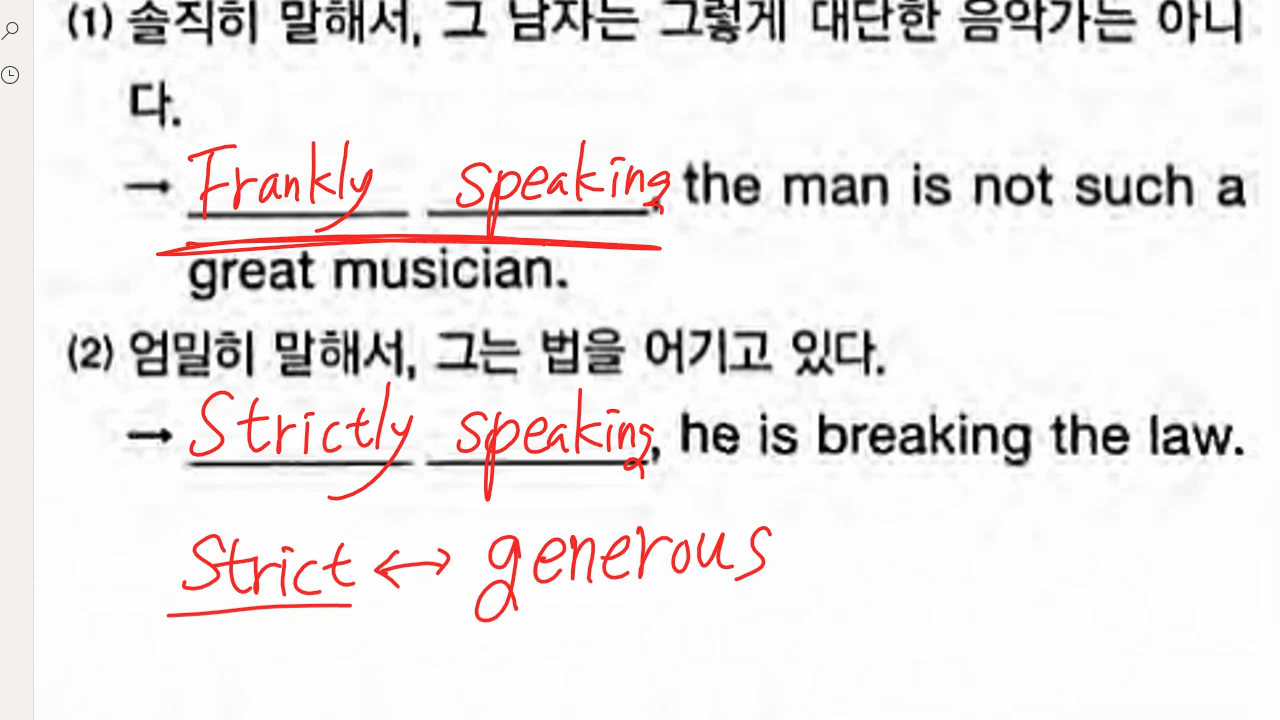 (1) 솔직히 말해서, 그 남자는 그렇게 대단한 음악가는 아니
다.
→ Frankly speaking, the man is not such a
great musician.
(2) 엄밀히 말해서, 그는 법을 어기고 있다.
→ Strictly speaking, he is breaking the law.
Strict ↔ generous